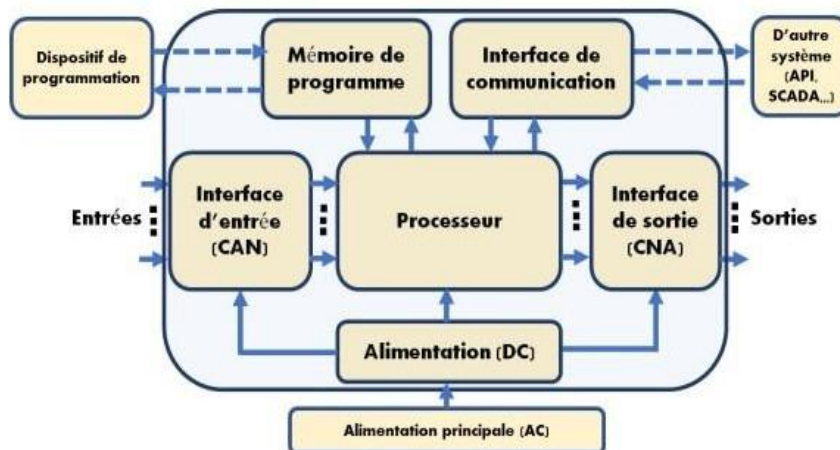 Dispositif de
programmation
Mémoire de
programme
Interface de
communication
D'autre
système
(API,
SCADA...)
Entrées
Interface
d'entrée
(CAN)
Processeur
Interface
de sortie
(CNA)
Sorties
Alimentation (DC)
Alimentation principale (AC)